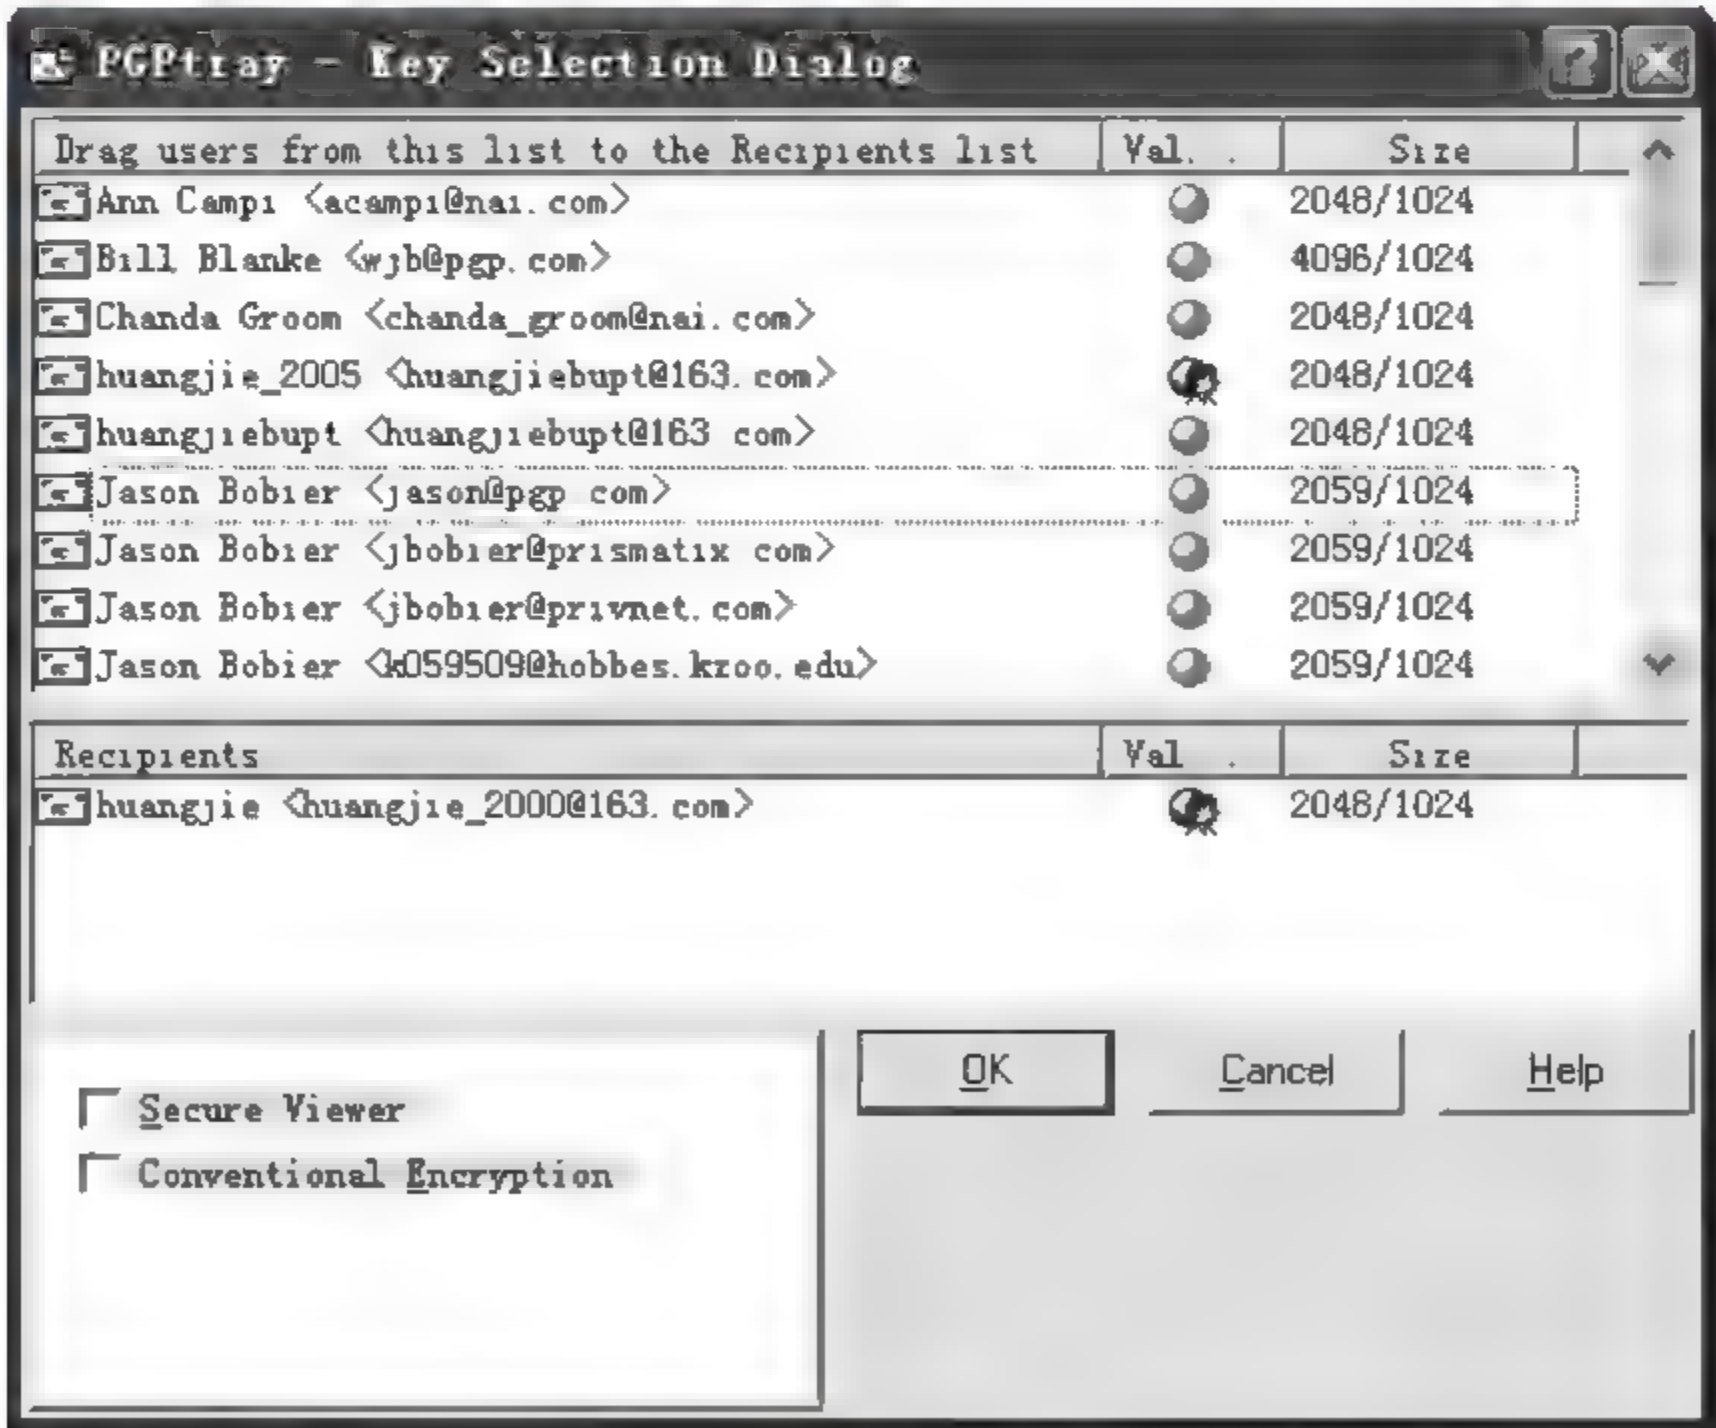 PGPtray - Key Selection Dialog
Drag users from this list to the Recipients list Val. . Size
Ann Campi <acampi@nai.com> 2048/1024
Bill Blanke <wjb@pgp.com> 4096/1024
Chanda Groom <chanda_groom@nai.com> 2048/1024
huangjie_2005 <huangjiebupt@163.com> 2048/1024
huangjiebupt <huangjiebupt@163.com> 2048/1024
Jason Bobier <jason@pgp.com> 2059/1024
Jason Bobier <jbobier@prismatix.com> 2059/1024
Jason Bobier <jbobier@privnet.com> 2059/1024
Jason Bobier <k059509@hobbes.kzoo.edu> 2059/1024
Recipients Val . Size
huangjie <huangjie_2000@163.com> 2048/1024
OK Cancel Help
Secure Viewer
Conventional Encryption